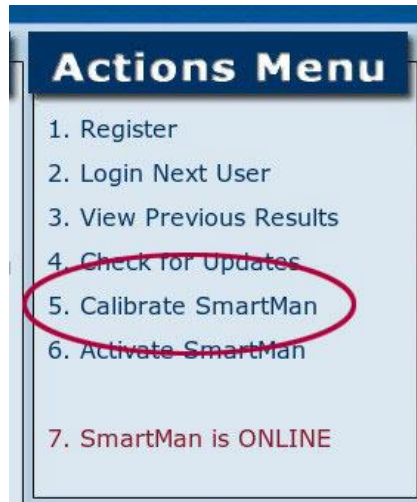 Actions Menu
1. Register
2. Login Next User
3. View Previous Results
4. Check for Updates
5. Calibrate SmartMan
6. Activate SmartMan
7. SmartMan is ONLINE